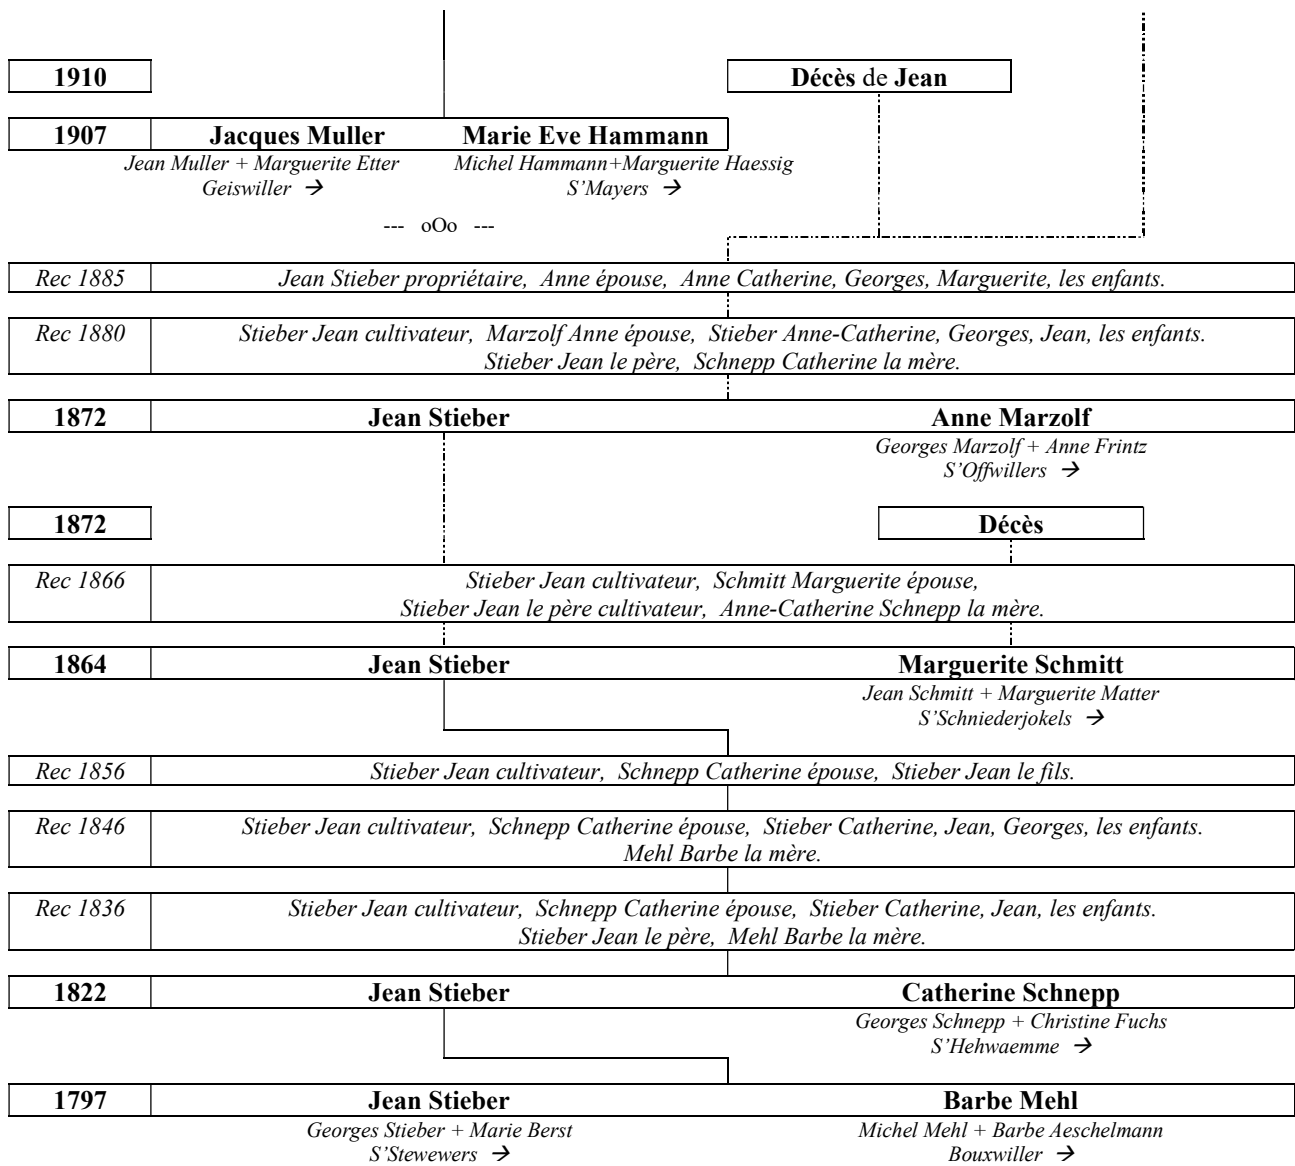 1910 Décès de Jean
1907 Jacques Muller Marie Eve Hammann
Jean Muller + Marguerite Etter Michel Hammann+Marguerite Haessig
Geiswiller → S'Mayers →
--- oOo ---
Rec 1885 Jean Stieber propriétaire, Anne épouse, Anne Catherine, Georges, Marguerite, les enfants.
Rec 1880 Stieber Jean cultivateur, Marzolf Anne épouse, Stieber Anne-Catherine, Georges, Jean, les enfants.
Stieber Jean le père, Schnepp Catherine la mère.
1872 Jean Stieber Anne Marzolf
Georges Marzolf + Anne Frintz
S'Offwillers →
1872 Décès
Rec 1866 Stieber Jean cultivateur, Schmitt Marguerite épouse,
Stieber Jean le père cultivateur, Anne-Catherine Schnepp la mère.
1864 Jean Stieber Marguerite Schmitt
Jean Schmitt + Marguerite Matter
S'Schniederjokels →
Rec 1856 Stieber Jean cultivateur, Schnepp Catherine épouse, Stieber Jean le fils.
Rec 1846 Stieber Jean cultivateur, Schnepp Catherine épouse, Stieber Catherine, Jean, Georges, les enfants.
Mehl Barbe la mère.
Rec 1836 Stieber Jean cultivateur, Schnepp Catherine épouse, Stieber Catherine, Jean, les enfants.
Stieber Jean le père, Mehl Barbe la mère.
1822 Jean Stieber Catherine Schnepp
Georges Schnepp + Christine Fuchs
S'Hehwaemme →
1797 Jean Stieber Barbe Mehl
Georges Stieber + Marie Berst Michel Mehl + Barbe Aeschelmann
S'Stewewers → Bouxwiller →